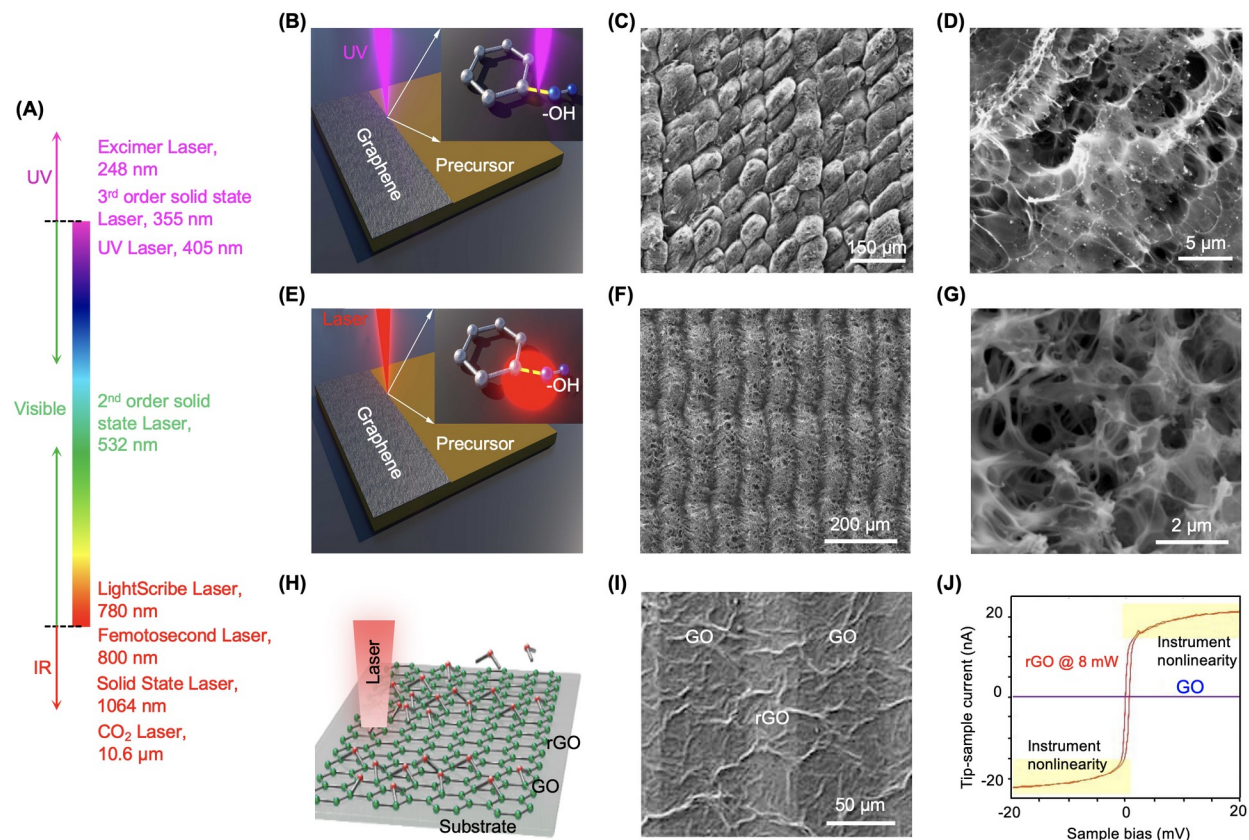 (A)
UV
Visible
IR
Excimer Laser,
248 nm
3rd order solid state
Laser, 355 nm
UV Laser, 405 nm
2nd order solid
state Laser,
532 nm
LightScribe Laser,
780 nm
Femotosecond Laser,
800 nm
Solid State Laser,
1064 nm
CO2 Laser,
10.6 µm
(B)
UV
-OH
Graphene
Precursor
(C)
150 µm
(D)
5 µm
(E)
Laser
-OH
Graphene
Precursor
(F)
200 µm
(G)
2 µm
(H)
Laser
rGO
GO
Substrate
(I)
GO
GO
rGO
50 µm
(J)
Tip-sample current (nA)
20
0
-20
rGO @ 8 mW
Instrument
nonlinearity
GO
Instrument
nonlinearity
-20
0
20
Sample bias (mV)